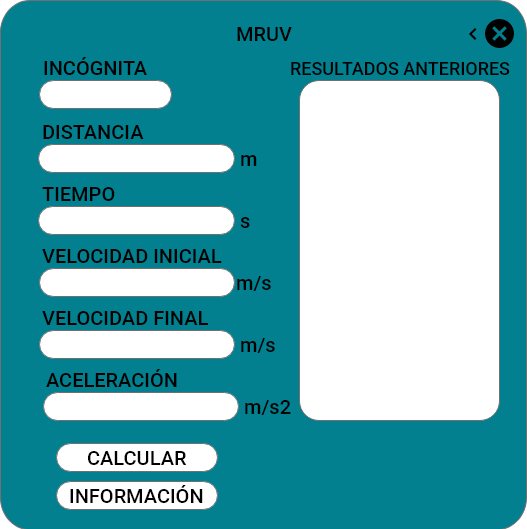 MRUV
<
INCÓGNITA
RESULTADOS ANTERIORES
DISTANCIA
m
TIEMPO
s
VELOCIDAD INICIAL
m/s
VELOCIDAD FINAL
m/s
ACELERACIÓN
m/s2
CALCULAR
INFORMACIÓN